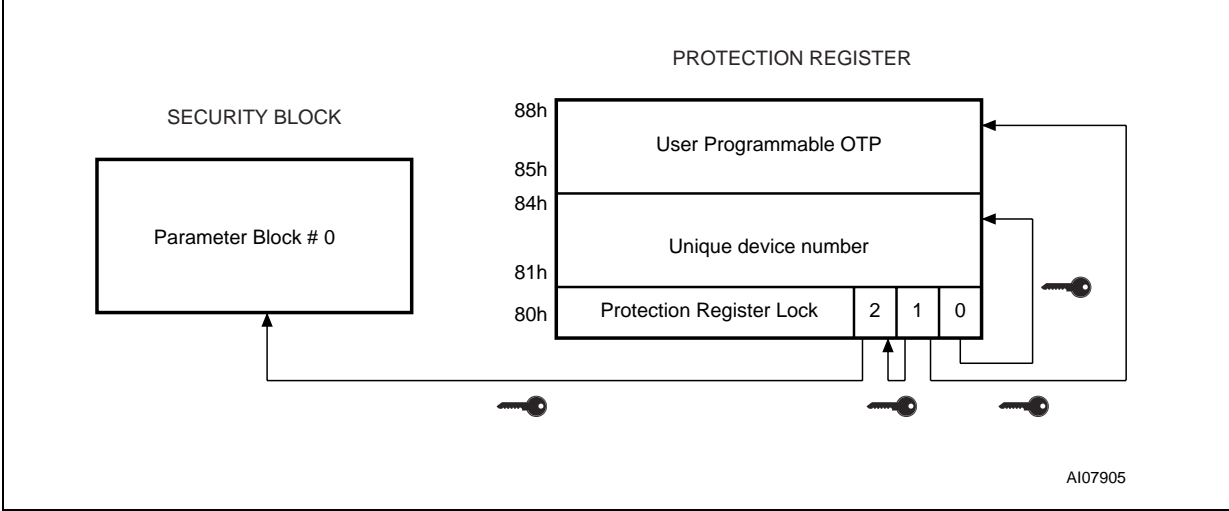 PROTECTION REGISTER
SECURITY BLOCK
88h
User Programmable OTP
85h
84h
Parameter Block # 0
Unique device number
81h
80h
Protection Register Lock 2 1 0
AI07905